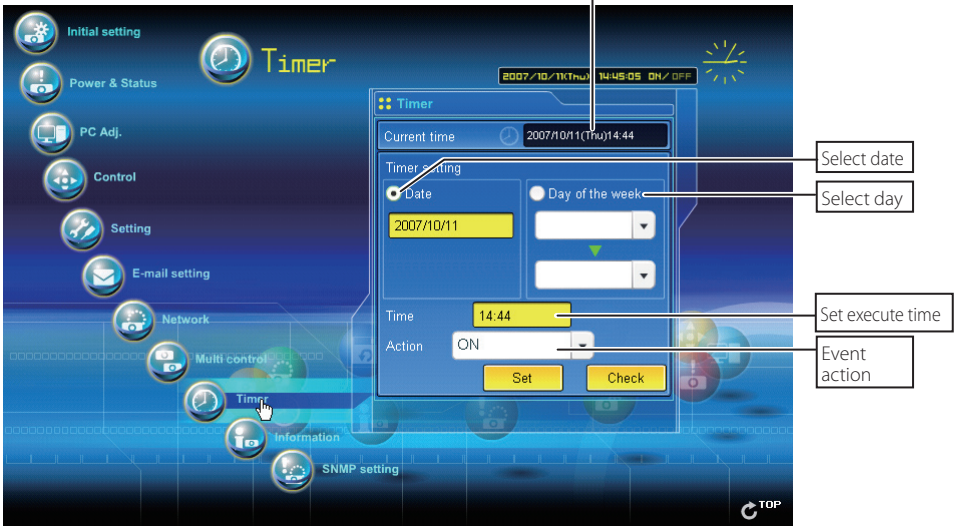 Initial setting
Power & Status
PC Adj.
Control
Setting
E-mail setting
Network
Multi control
Timer
Information
SNMP setting
Timer
2007/10/11(Thu) 14:45:05 ON/OFF
Timer
Current time
2007/10/11(Thu)14:44
Timer setting
Date
Day of the week
2007/10/11
Time
14:44
Action
ON
Set
Check
TOP
Select date
Select day
Set execute time
Event
action